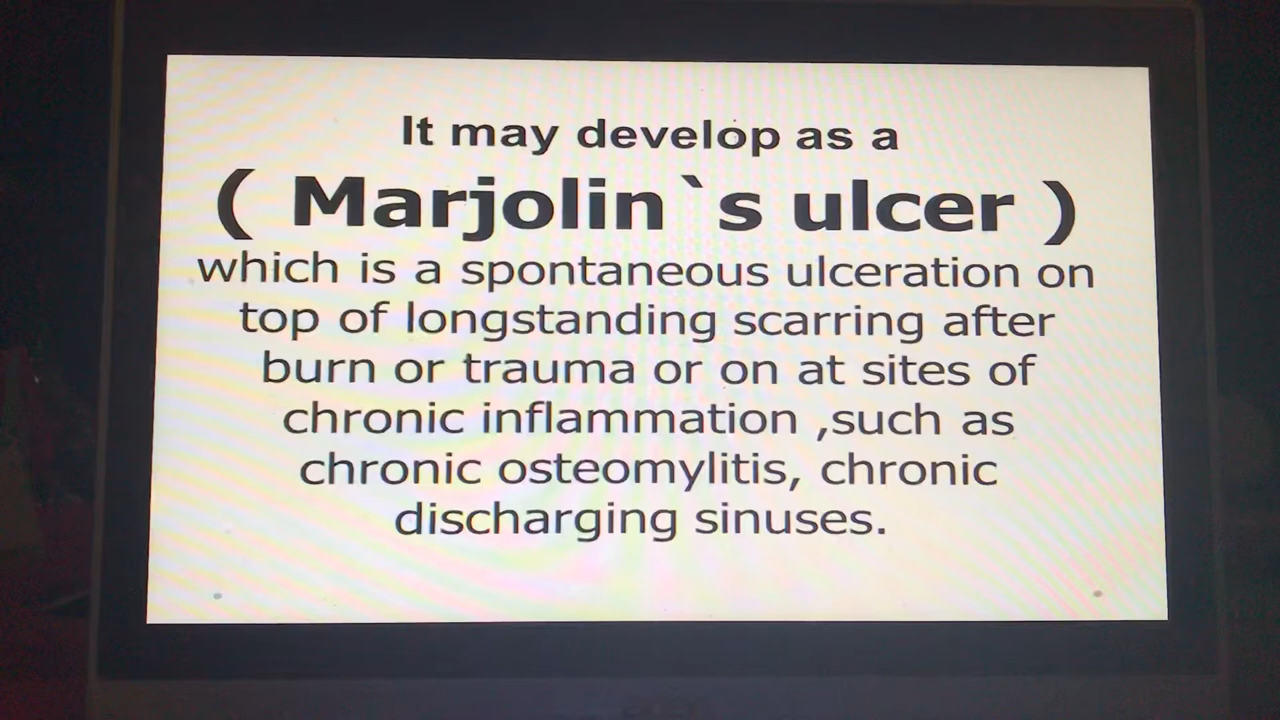 It may develop as a
( Marjolin`s ulcer )
which is a spontaneous ulceration on
top of longstanding scarring after
burn or trauma or on at sites of
chronic inflammation ,such as
chronic osteomylitis, chronic
discharging sinuses.